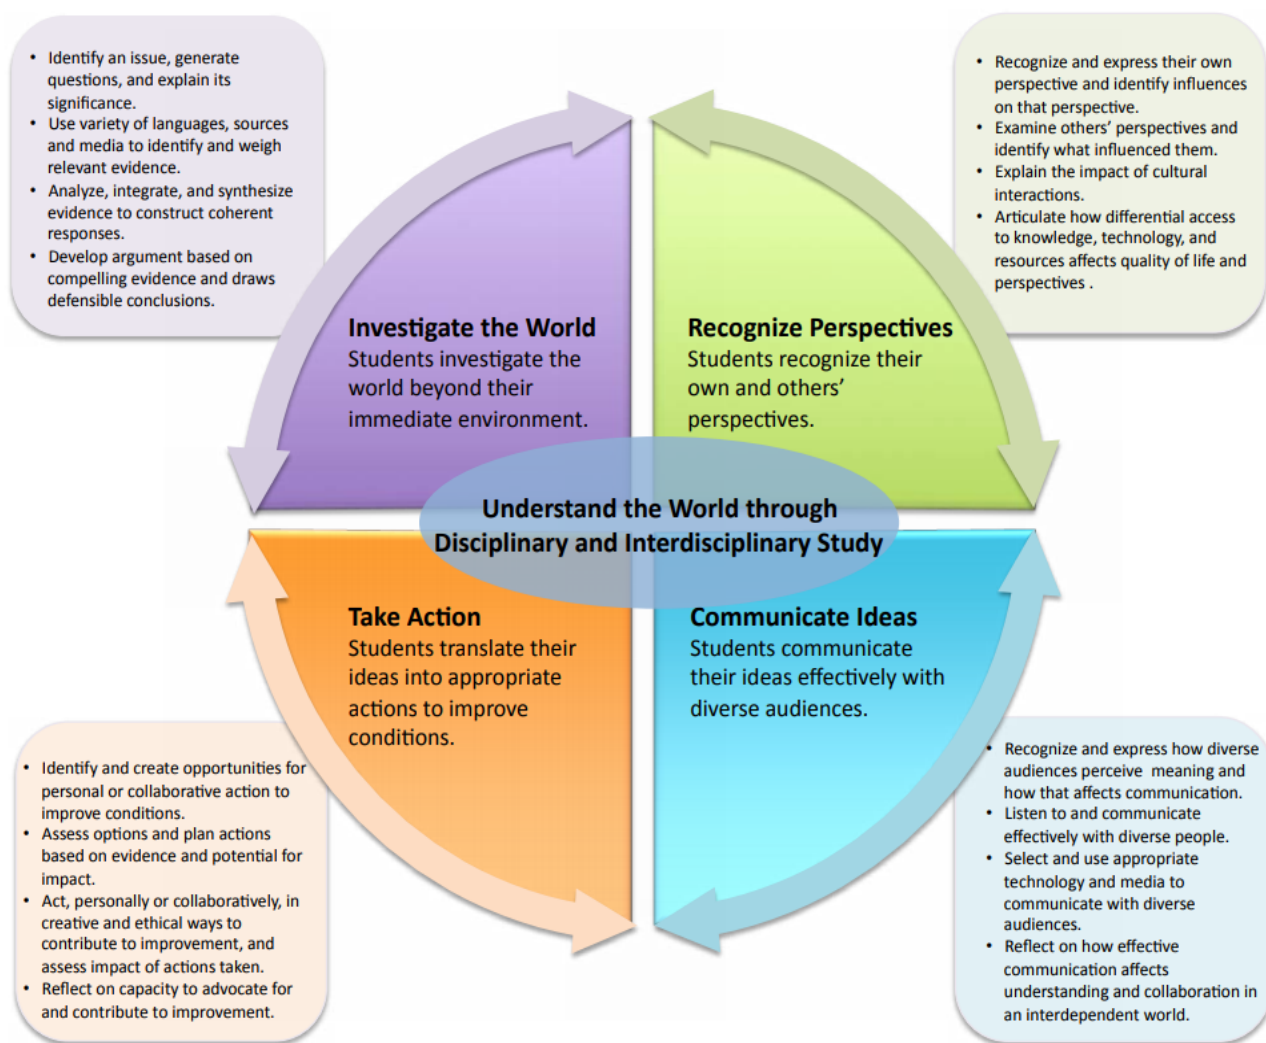 • Identify an issue, generate
questions, and explain its
significance.
• Use variety of languages, sources
and media to identify and weigh
relevant evidence.
• Analyze, integrate, and synthesize
evidence to construct coherent
responses.
• Develop argument based on
compelling evidence and draws
defensible conclusions.
• Recognize and express their own
perspective and identify influences
on that perspective.
• Examine others’ perspectives and
identify what influenced them.
• Explain the impact of cultural
interactions.
• Articulate how differential access
to knowledge, technology, and
resources affects quality of life and
perspectives .
Investigate the World
Students investigate the
world beyond their
immediate environment.
Recognize Perspectives
Students recognize their
own and others’
perspectives.
Understand the World through
Disciplinary and Interdisciplinary Study
Take Action
Students translate their
ideas into appropriate
actions to improve
conditions.
Communicate Ideas
Students communicate
their ideas effectively with
diverse audiences.
• Identify and create opportunities for
personal or collaborative action to
improve conditions.
• Assess options and plan actions
based on evidence and potential for
impact.
• Act, personally or collaboratively, in
creative and ethical ways to
contribute to improvement, and
assess impact of actions taken.
• Reflect on capacity to advocate for
and contribute to improvement.
• Recognize and express how diverse
audiences perceive meaning and
how that affects communication.
• Listen to and communicate
effectively with diverse people.
• Select and use appropriate
technology and media to
communicate with diverse
audiences.
• Reflect on how effective
communication affects
understanding and collaboration in
an interdependent world.